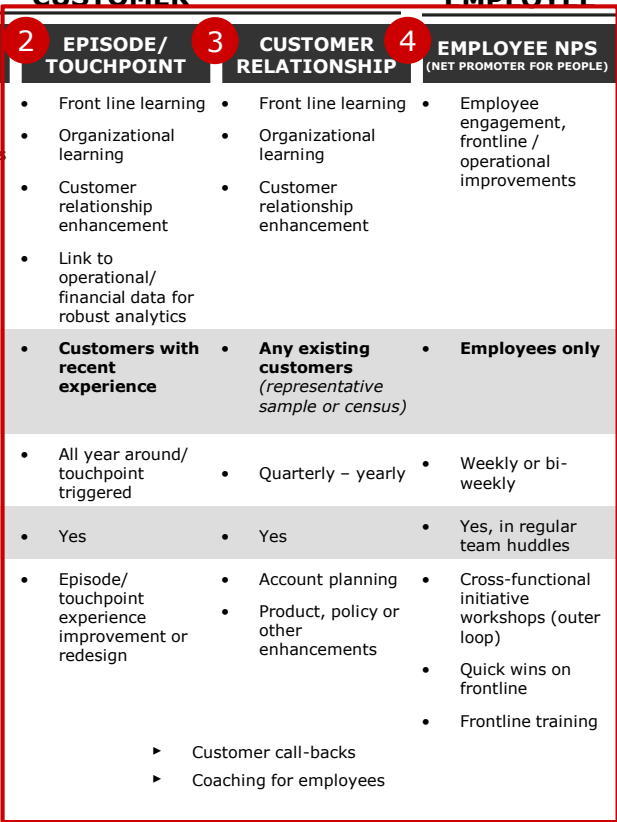 CUSTOMER
EMPLOYEE
2
EPISODE/
TOUCHPOINT
3
CUSTOMER
RELATIONSHIP
4
EMPLOYEE NPS
(NET PROMOTER FOR PEOPLE)
• Front line learning
• Organizational
learning
• Customer
relationship
enhancement
• Link to
operational/
financial data for
robust analytics
• Front line learning
• Organizational
learning
• Customer
relationship
enhancement
• Employee
engagement,
frontline /
operational
improvements
• Customers with
recent
experience
• Any existing
customers
(representative
sample or census)
• Employees only
• All year around/
touchpoint
triggered
• Quarterly – yearly
• Weekly or bi-
weekly
• Yes
• Yes
• Yes, in regular
team huddles
• Episode/
touchpoint
experience
improvement or
redesign
• Account planning
• Product, policy or
other
enhancements
• Cross-functional
initiative
workshops (outer
loop)
• Quick wins on
frontline
• Frontline training
► Customer call-backs
► Coaching for employees